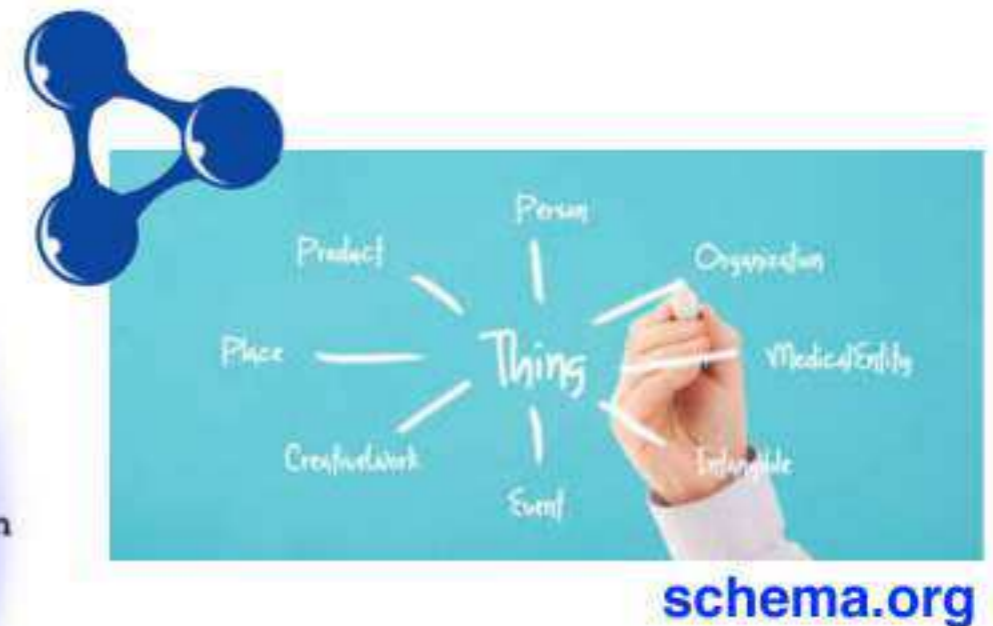 Person
Product
Organization
Place
Thing
MedicalEntity
CreativeWork
Intangible
Event
n
schema.org